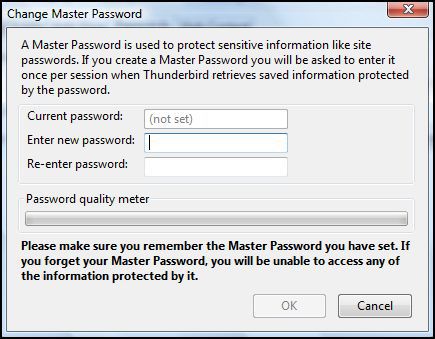 Change Master Password
A Master Password is used to protect sensitive information like site
passwords. If you create a Master Password you will be asked to enter it
once per session when Thunderbird retrieves saved information protected
by the password.
Current password: (not set)
Enter new password:
Re-enter password:
Password quality meter
Please make sure you remember the Master Password you have set. If
you forget your Master Password, you will be unable to access any of
the information protected by it.
OK Cancel